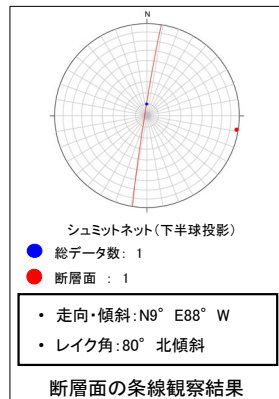 N
シュミットネット(下半球投影)
総データ数: 1
断層面 : 1
• 走向・傾斜:N9°E88°W
• レイク角:80°北傾斜
断層面の条線観察結果